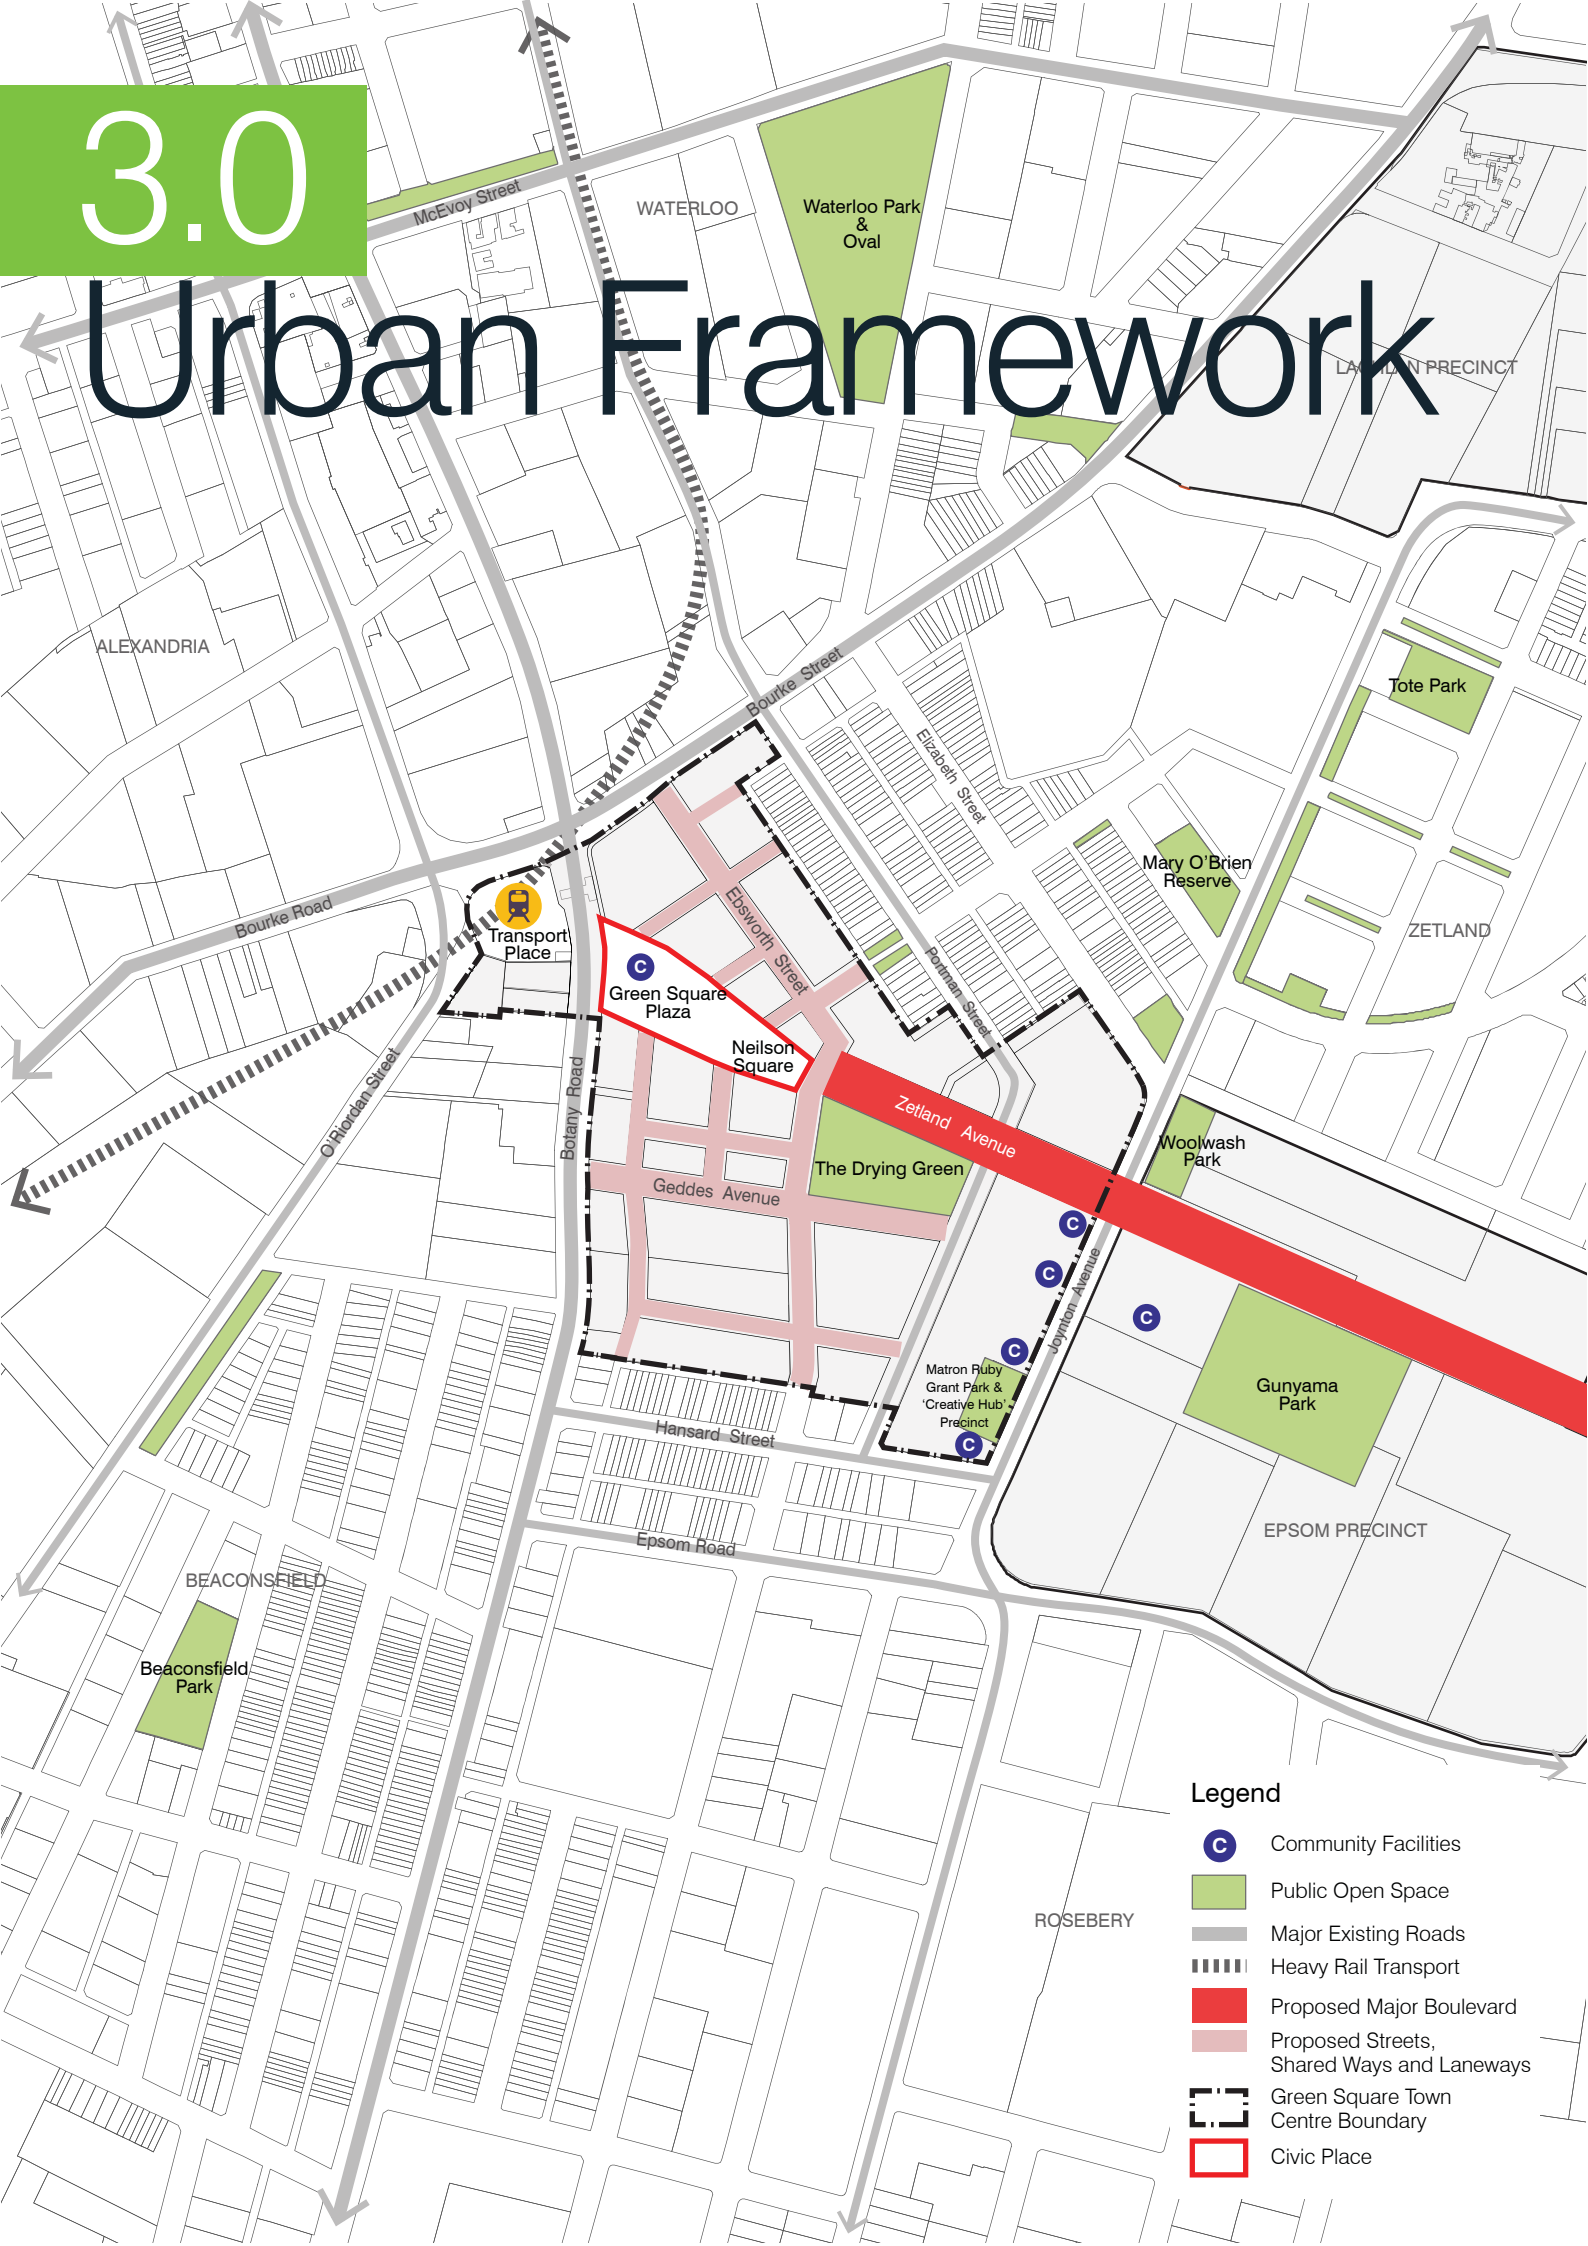 3.0
Urban Framework
McEvoy Street
WATERLOO
Waterloo Park
&
Oval
LACHLAN PRECINCT
ALEXANDRIA
Bourke Street
Elizabeth Street
Tote Park
Mary O'Brien
Reserve
ZETLAND
Bourke Road
Transport
Place
C
Green Square
Plaza
Neilson
Square
Ebsworth Street
Portman Street
O'Riordan Street
Botany Road
Zetland Avenue
The Drying Green
Woolwash
Park
Geddes Avenue
C
C
C
C
Joynton Avenue
Matron Ruby
Grant Park &
'Creative Hub'
Precinct
C
Gunyama
Park
Hansard Street
Epsom Road
EPSOM PRECINCT
BEACONSFIELD
Beaconsfield
Park
ROSEBERY
Legend
C Community Facilities
Public Open Space
Major Existing Roads
Heavy Rail Transport
Proposed Major Boulevard
Proposed Streets,
Shared Ways and Laneways
Green Square Town
Centre Boundary
Civic Place